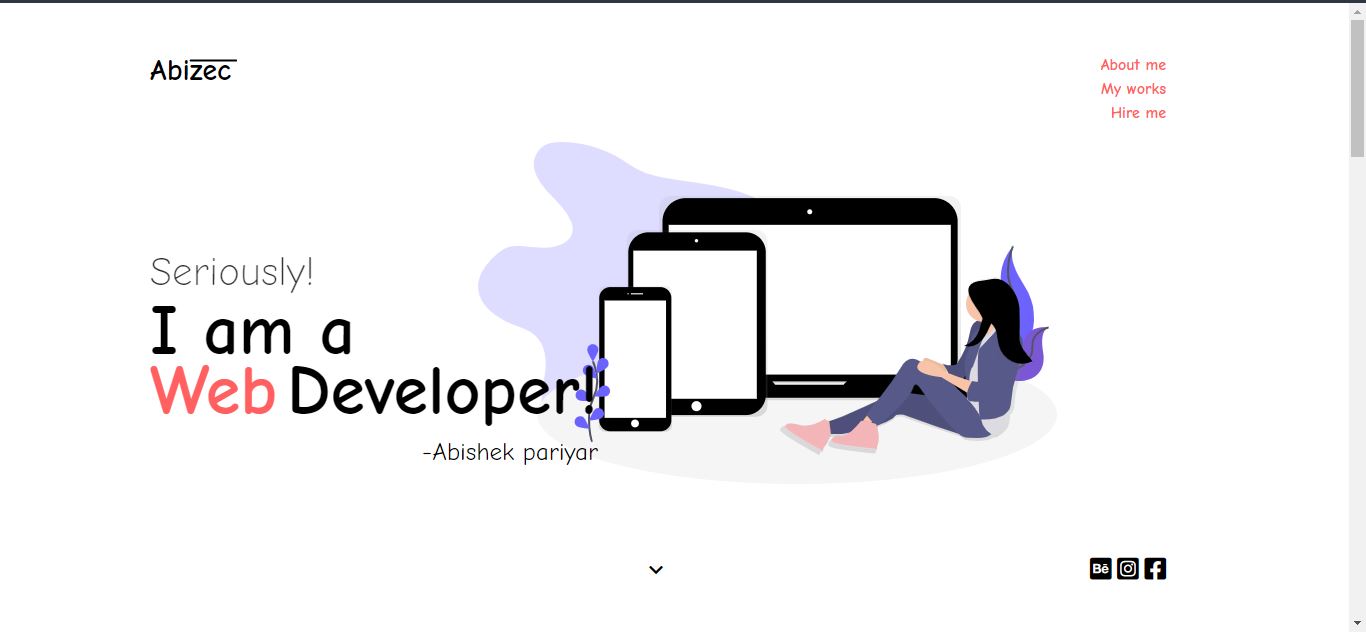 Abizec
About me
My works
Hire me
Seriously!
I am a
Web Developer!
-Abishek pariyar
Bē